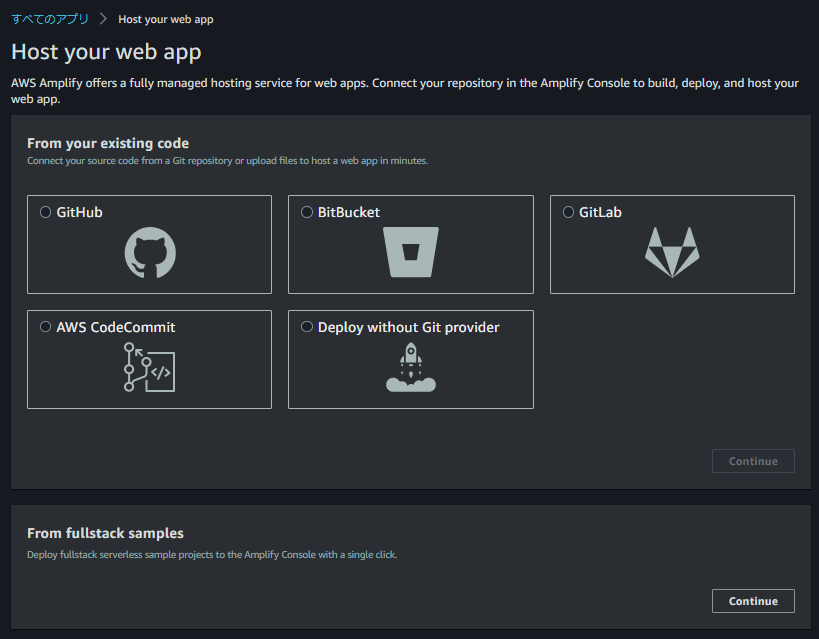 すべてのアプリ > Host your web app
Host your web app
AWS Amplify offers a fully managed hosting service for web apps. Connect your repository in the Amplify Console to build, deploy, and host your
web app.
From your existing code
Connect your source code from a Git repository or upload files to host a web app in minutes.
GitHub
BitBucket
GitLab
AWS CodeCommit
Deploy without Git provider
</>
Continue
From fullstack samples
Deploy fullstack serverless sample projects to the Amplify Console with a single click.
Continue